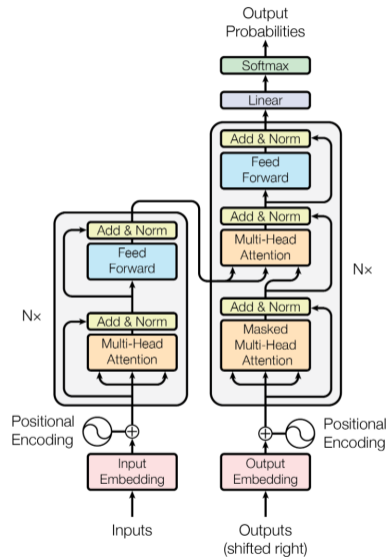 Output
Probabilities
Softmax
Linear
Add & Norm
Feed
Forward
Add & Norm
Multi-Head
Attention
Add & Norm
Masked
Multi-Head
Attention
N×
Add & Norm
Feed
Forward
N×
Add & Norm
Multi-Head
Attention
Positional
Encoding
Positional
Encoding
Input
Embedding
Output
Embedding
Inputs
Outputs
(shifted right)